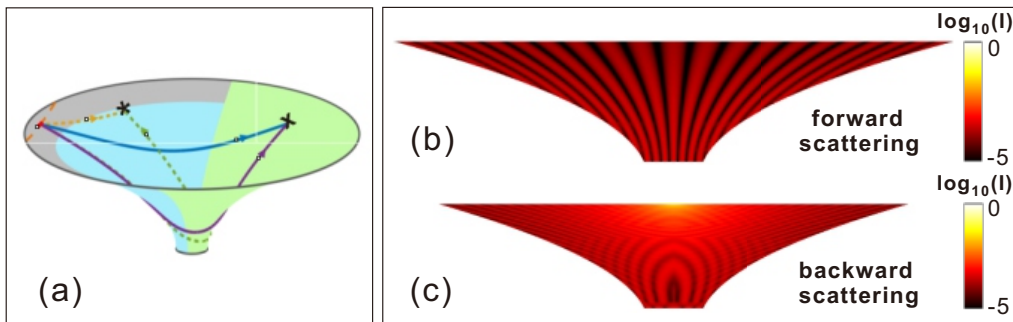 (a)
log10(I)
0
forward
scattering
(b)
-5
log10(I)
0
backward
scattering
(c)
-5